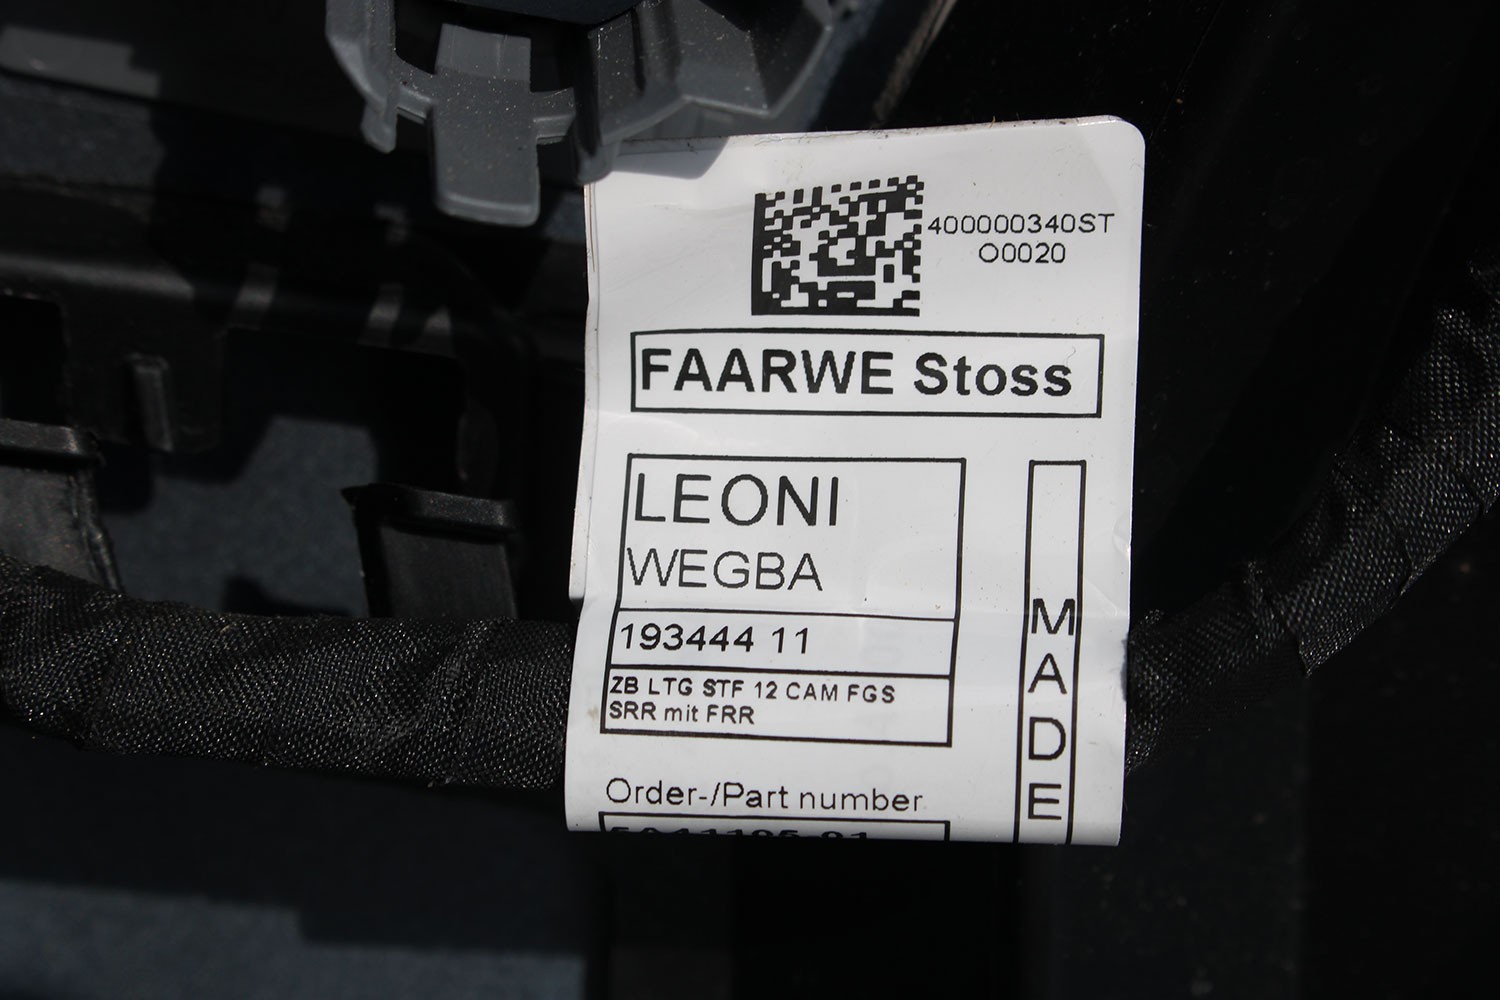 400000340ST
O0020
FAARWE Stoss
LEONI
WEGBA
193444 11
ZB LTG STF 12 CAM FGS
SRR mit FRR
Order-/Part number
MADE